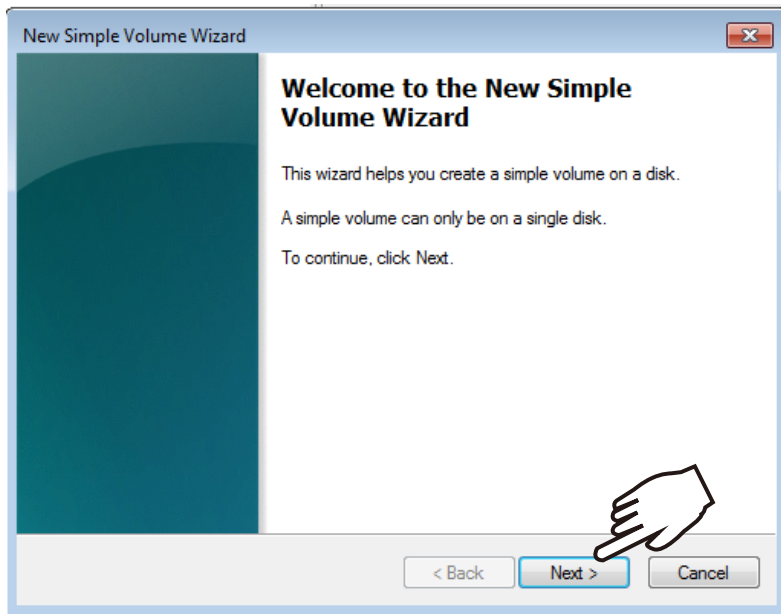 New Simple Volume Wizard
Welcome to the New Simple
Volume Wizard
This wizard helps you create a simple volume on a disk.
A simple volume can only be on a single disk.
To continue, click Next.
< Back
Next >
Cancel